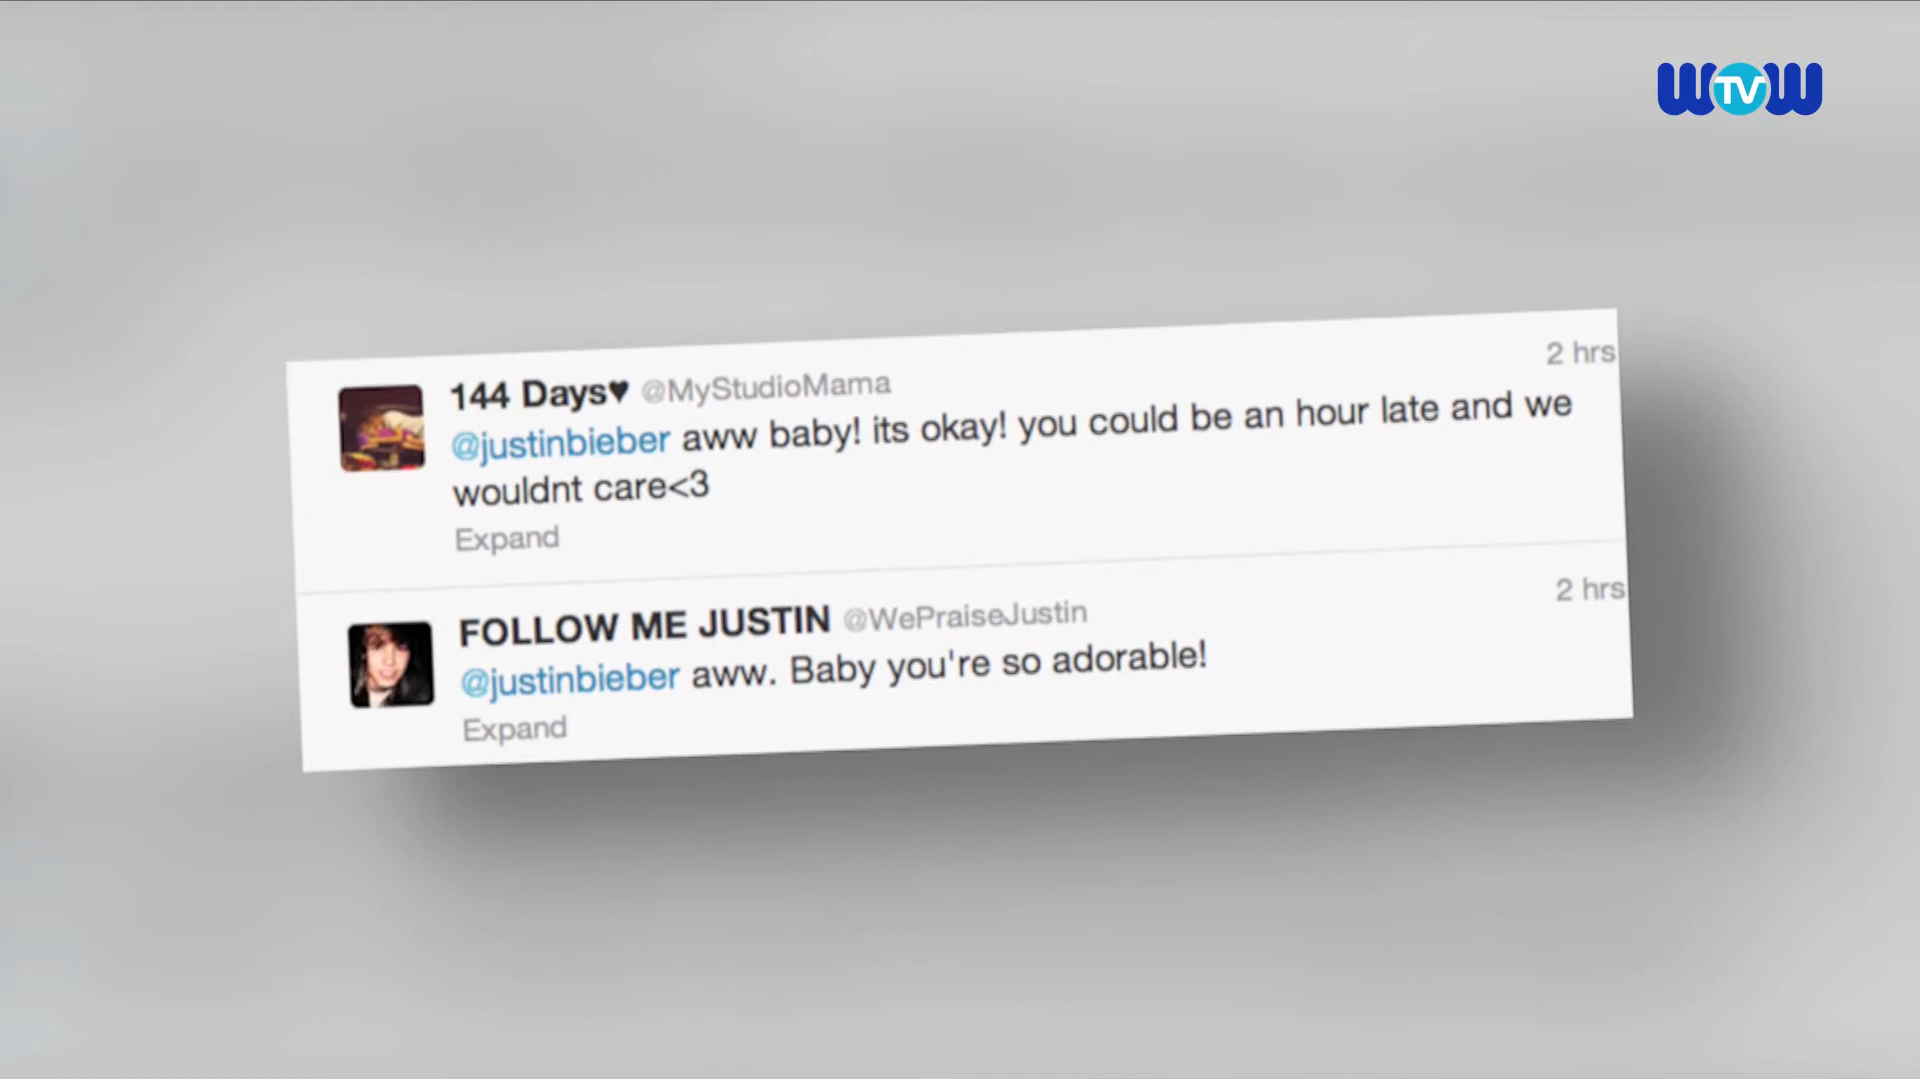 WTVW
2 hrs
144 Days♥ @MyStudioMama
@justinbieber aww baby! its okay! you could be an hour late and we
wouldnt care<3
Expand
2 hrs
FOLLOW ME JUSTIN @WePraiseJustin
@justinbieber aww. Baby you're so adorable!
Expand